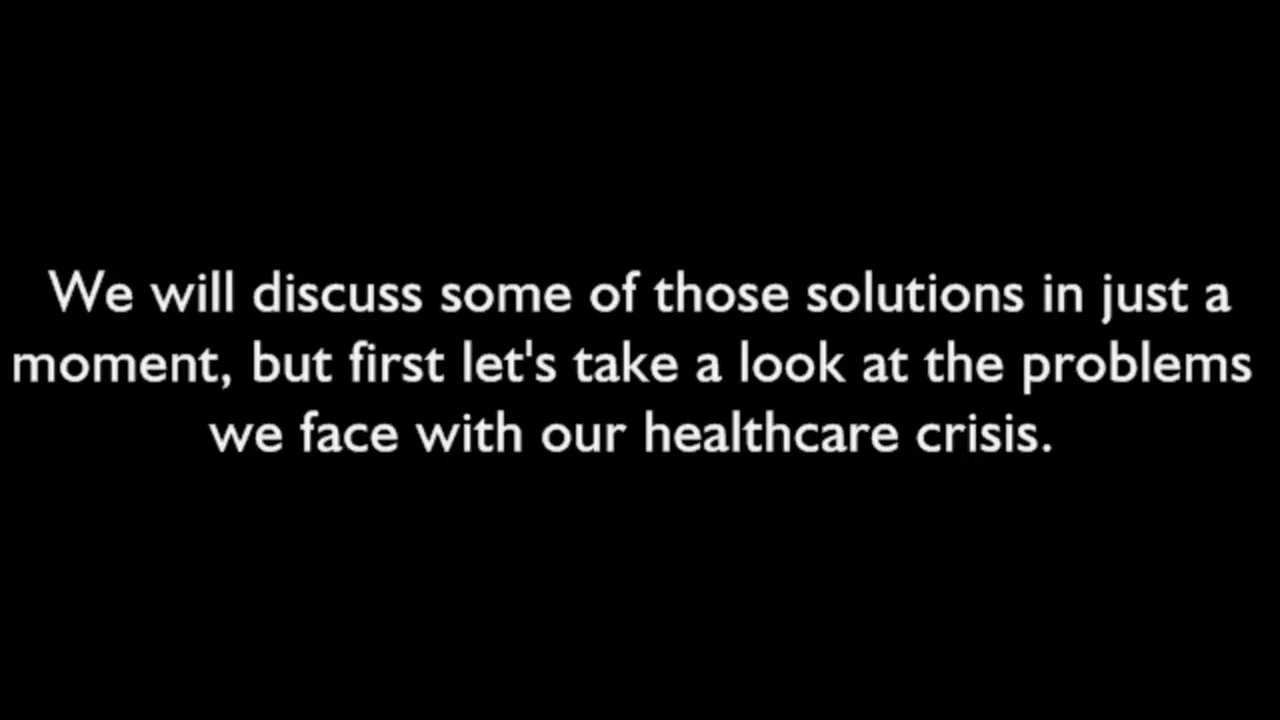 We will discuss some of those solutions in just a
moment, but first let's take a look at the problems
we face with our healthcare crisis.